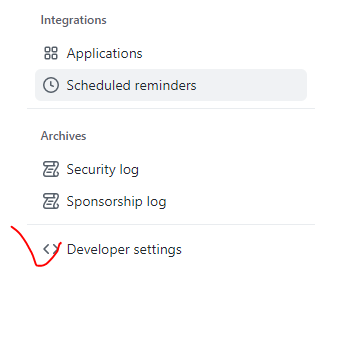 Integrations
Applications
Scheduled reminders
Archives
Security log
Sponsorship log
Developer settings